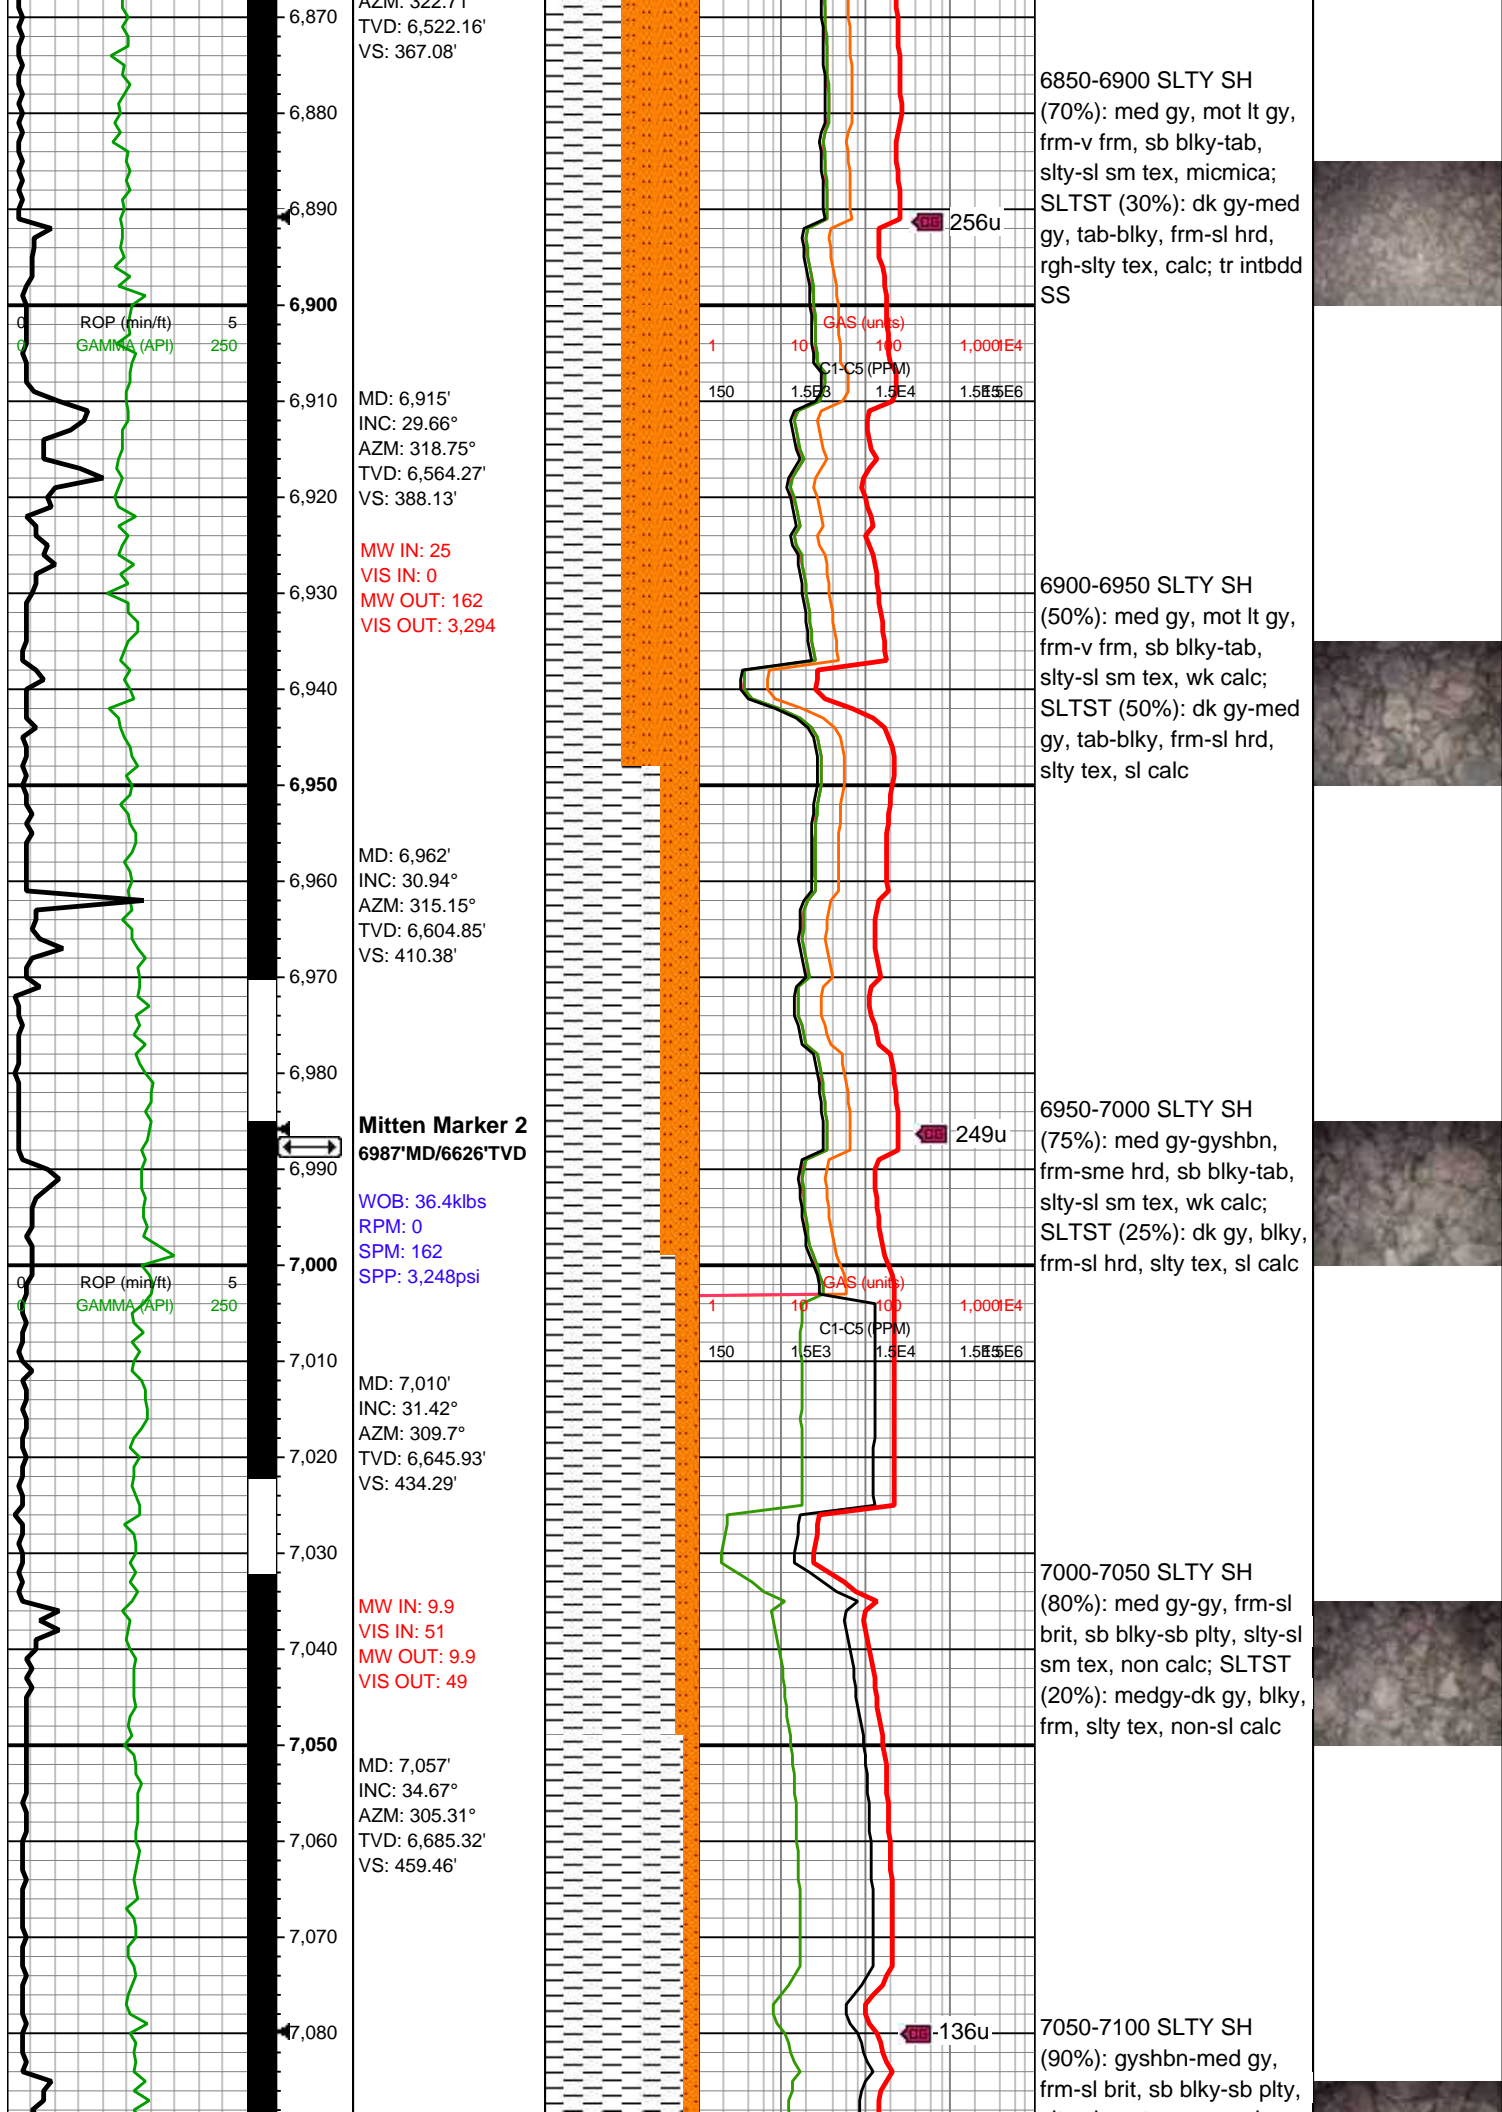 AZM: 322.71
TVD: 6,522.16'
VS: 367.08'
6,870
6,880
6,890
6,900
6,910
6,920
6,930
6,940
6,950
6,960
6,970
6,980
6,990
7,000
7,010
7,020
7,030
7,040
7,050
7,060
7,070
7,080
0 ROP (min/ft) 5
0 GAMMA (API) 250
MD: 6,915'
INC: 29.66°
AZM: 318.75°
TVD: 6,564.27'
VS: 388.13'
MW IN: 25
VIS IN: 0
MW OUT: 162
VIS OUT: 3,294
MD: 6,962'
INC: 30.94°
AZM: 315.15°
TVD: 6,604.85'
VS: 410.38'
Mitten Marker 2
6987'MD/6626'TVD
WOB: 36.4klbs
RPM: 0
SPM: 162
SPP: 3,248psi
0 ROP (min/ft) 5
0 GAMMA (API) 250
MD: 7,010'
INC: 31.42°
AZM: 309.7°
TVD: 6,645.93'
VS: 434.29'
MW IN: 9.9
VIS IN: 51
MW OUT: 9.9
VIS OUT: 49
MD: 7,057'
INC: 34.67°
AZM: 305.31°
TVD: 6,685.32'
VS: 459.46'
CG 256u
GAS (units)
1 10 100 1,000 1E4
C1-C5 (PPM)
150 1.5E3 1.5E4 1.5E5 1.5E6
CG 249u
GAS (units)
1 10 100 1,000 1E4
C1-C5 (PPM)
150 1.5E3 1.5E4 1.5E5 1.5E6
CG 136u
6850-6900 SLTY SH
(70%): med gy, mot lt gy,
frm-v frm, sb blky-tab,
slty-sl sm tex, micmica;
SLTST (30%): dk gy-med
gy, tab-blky, frm-sl hrd,
rgh-slty tex, calc; tr intbdd
SS
6900-6950 SLTY SH
(50%): med gy, mot lt gy,
frm-v frm, sb blky-tab,
slty-sl sm tex, wk calc;
SLTST (50%): dk gy-med
gy, tab-blky, frm-sl hrd,
slty tex, sl calc
6950-7000 SLTY SH
(75%): med gy-gyshbn,
frm-sme hrd, sb blky-tab,
slty-sl sm tex, wk calc;
SLTST (25%): dk gy, blky,
frm-sl hrd, slty tex, sl calc
7000-7050 SLTY SH
(80%): med gy-gy, frm-sl
brit, sb blky-sb plty, slty-sl
sm tex, non calc; SLTST
(20%): medgy-dk gy, blky,
frm, slty tex, non-sl calc
7050-7100 SLTY SH
(90%): gyshbn-med gy,
frm-sl brit, sb blky-sb plty,